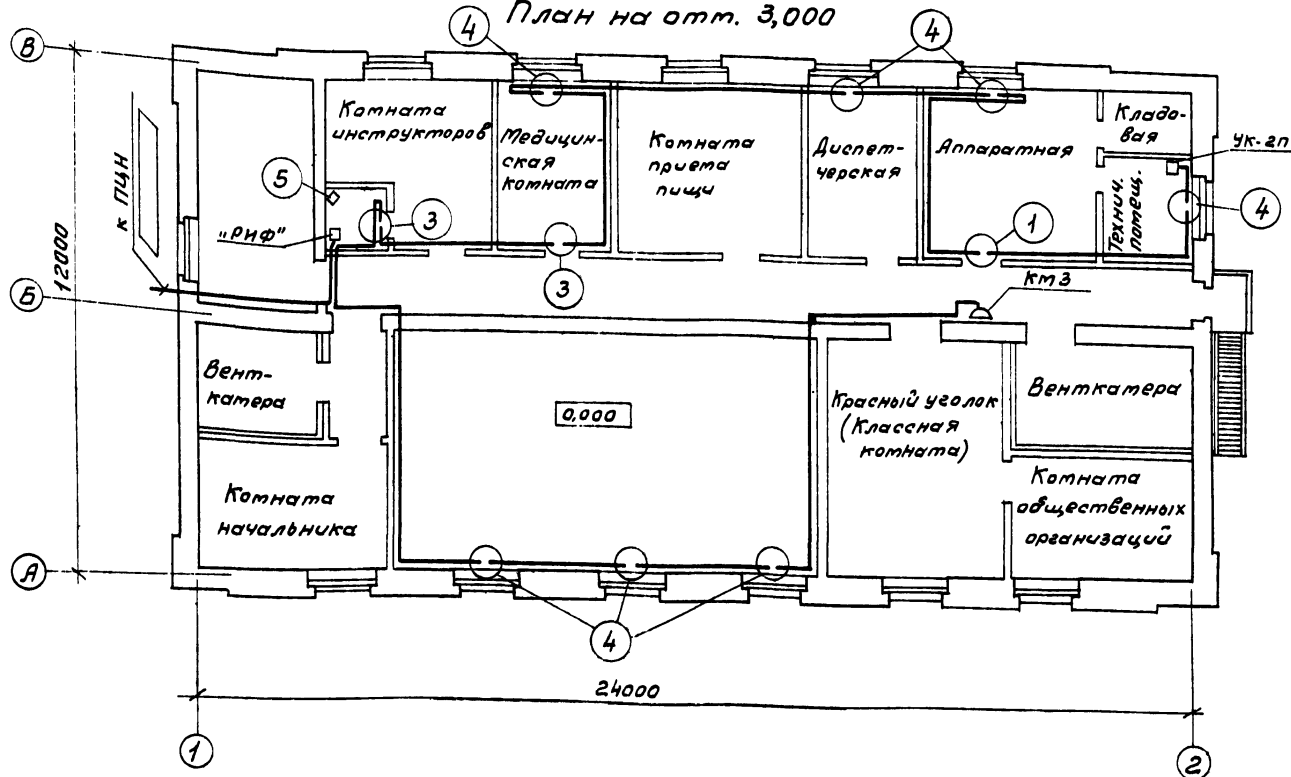 План на отм. 3,000
В
4
4
Комната
инструкторов
Медицин-
ская
комната
Комната
приема
пищи
Диспет-
черская
Аппаратная
Кладо-
вая
УК-2П
к ПЦН
5
„РИФ"
3
3
1
Технич.
помещ.
4
12000
Б
КМ3
Вент-
камера
0,000
Красный уголок
(Классная
комната)
Венткамера
Комната
начальника
Комната
общественных
организаций
А
4
24000
1
2